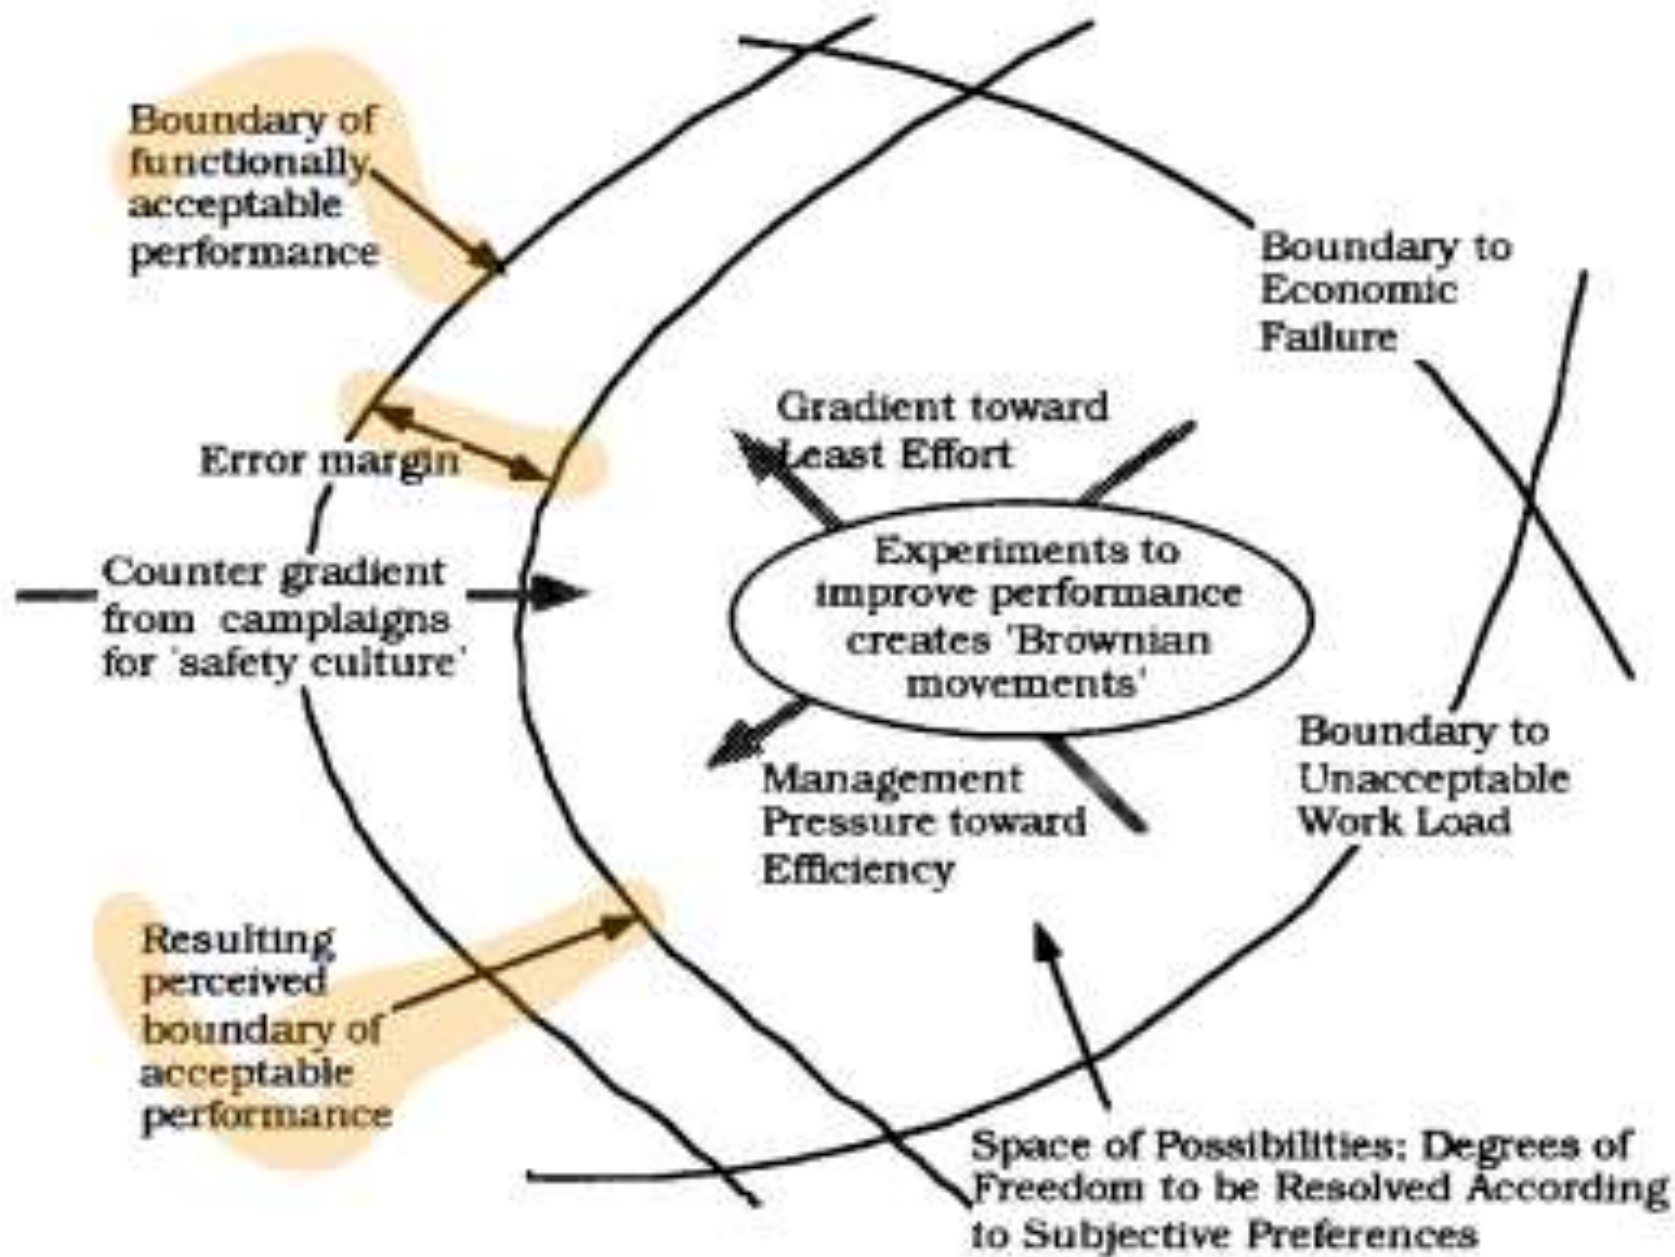 Boundary of
functionally
acceptable
performance
Boundary to
Economic
Failure
Gradient toward
Least Effort
Error margin
Experiments to
improve performance
creates 'Brownian
movements'
Counter gradient
from camplaigns
for 'safety culture'
Boundary to
Unacceptable
Work Load
Management
Pressure toward
Efficiency
Resulting
perceived
boundary of
acceptable
performance
Space of Possibilities: Degrees of
Freedom to be Resolved According
to Subjective Preferences